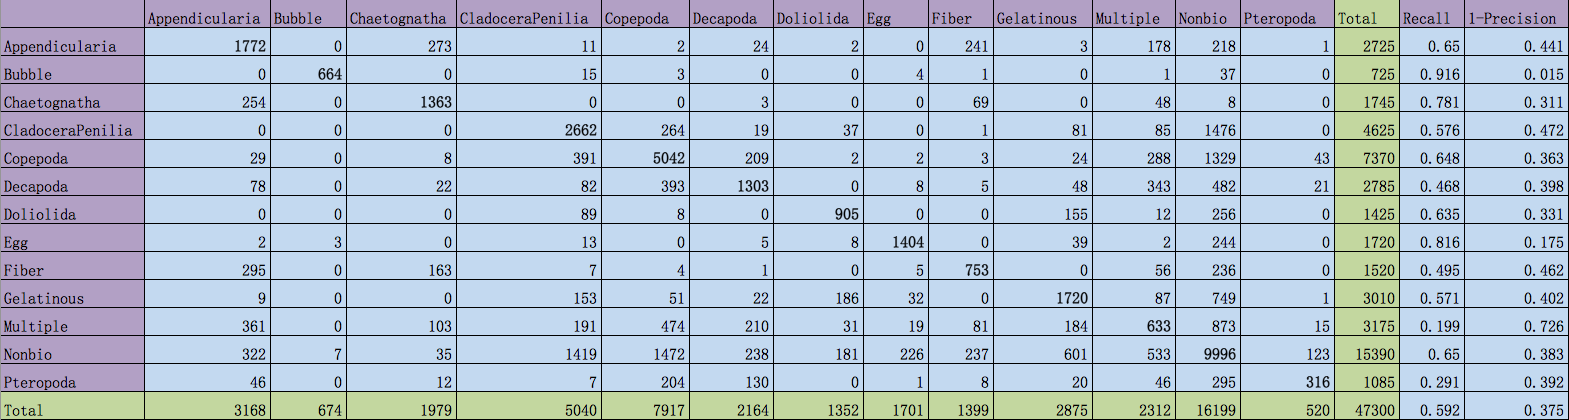 Appendicularia Bubble Chaetognatha CladoceraPenilia Copepoda Decapoda Doliolida Egg Fiber Gelatinous Multiple Nonbio Pteropoda Total Recall 1-Precision
Appendicularia 1772 0 273 11 2 24 2 0 241 3 178 218 1 2725 0.65 0.441
Bubble 0 664 0 15 3 0 0 4 1 0 1 37 0 725 0.916 0.015
Chaetognatha 254 0 1363 0 0 3 0 0 69 0 48 8 0 1745 0.781 0.311
CladoceraPenilia 0 0 0 2662 264 19 37 0 1 81 85 1476 0 4625 0.576 0.472
Copepoda 29 0 8 391 5042 209 2 2 3 24 288 1329 43 7370 0.648 0.363
Decapoda 78 0 22 82 393 1303 0 8 5 48 343 482 21 2785 0.468 0.398
Doliolida 0 0 0 89 8 0 905 0 0 155 12 256 0 1425 0.635 0.331
Egg 2 3 0 13 0 5 8 1404 0 39 2 244 0 1720 0.816 0.175
Fiber 295 0 163 7 4 1 0 5 753 0 56 236 0 1520 0.495 0.462
Gelatinous 9 0 0 153 51 22 186 32 0 1720 87 749 1 3010 0.571 0.402
Multiple 361 0 103 191 474 210 31 19 81 184 633 873 15 3175 0.199 0.726
Nonbio 322 7 35 1419 1472 238 181 226 237 601 533 9996 123 15390 0.65 0.383
Pteropoda 46 0 12 7 204 130 0 1 8 20 46 295 316 1085 0.291 0.392
Total 3168 674 1979 5040 7917 2164 1352 1701 1399 2875 2312 16199 520 47300 0.592 0.375